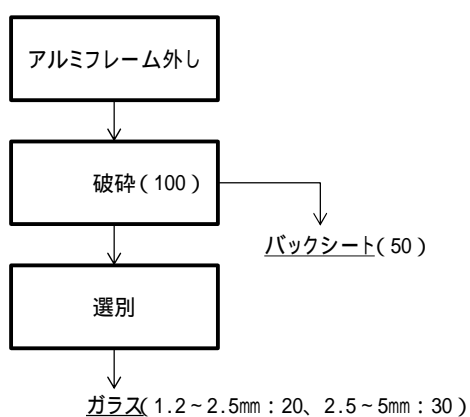 アルミフレーム外し
破砕(100)
バックシート(50)
選別
ガラス(1.2~2.5mm:20、2.5~5mm:30)